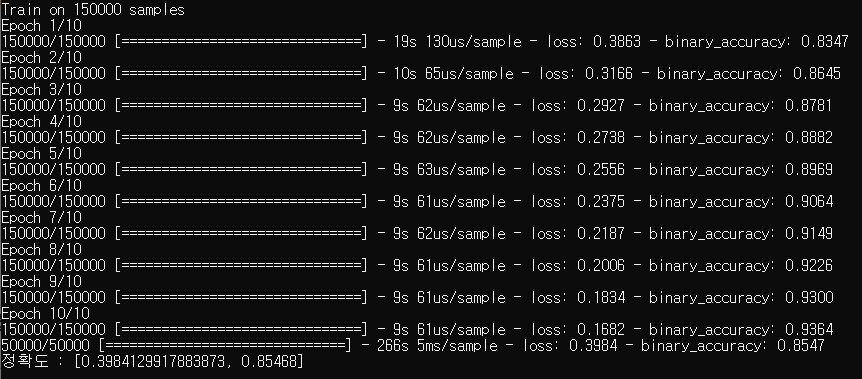 Train on 150000 samples
Epoch 1/10
150000/150000 [==============================] - 19s 130us/sample - loss: 0.3863 - binary_accuracy: 0.8347
Epoch 2/10
150000/150000 [==============================] - 10s 65us/sample - loss: 0.3166 - binary_accuracy: 0.8645
Epoch 3/10
150000/150000 [==============================] - 9s 62us/sample - loss: 0.2927 - binary_accuracy: 0.8781
Epoch 4/10
150000/150000 [==============================] - 9s 62us/sample - loss: 0.2738 - binary_accuracy: 0.8882
Epoch 5/10
150000/150000 [==============================] - 9s 63us/sample - loss: 0.2556 - binary_accuracy: 0.8969
Epoch 6/10
150000/150000 [==============================] - 9s 61us/sample - loss: 0.2375 - binary_accuracy: 0.9064
Epoch 7/10
150000/150000 [==============================] - 9s 62us/sample - loss: 0.2187 - binary_accuracy: 0.9149
Epoch 8/10
150000/150000 [==============================] - 9s 61us/sample - loss: 0.2006 - binary_accuracy: 0.9226
Epoch 9/10
150000/150000 [==============================] - 9s 61us/sample - loss: 0.1834 - binary_accuracy: 0.9300
Epoch 10/10
150000/150000 [==============================] - 9s 61us/sample - loss: 0.1682 - binary_accuracy: 0.9364
50000/50000 [==============================] - 266s 5ms/sample - loss: 0.3984 - binary_accuracy: 0.8547
정확도 : [0.3984129917883873, 0.85468]